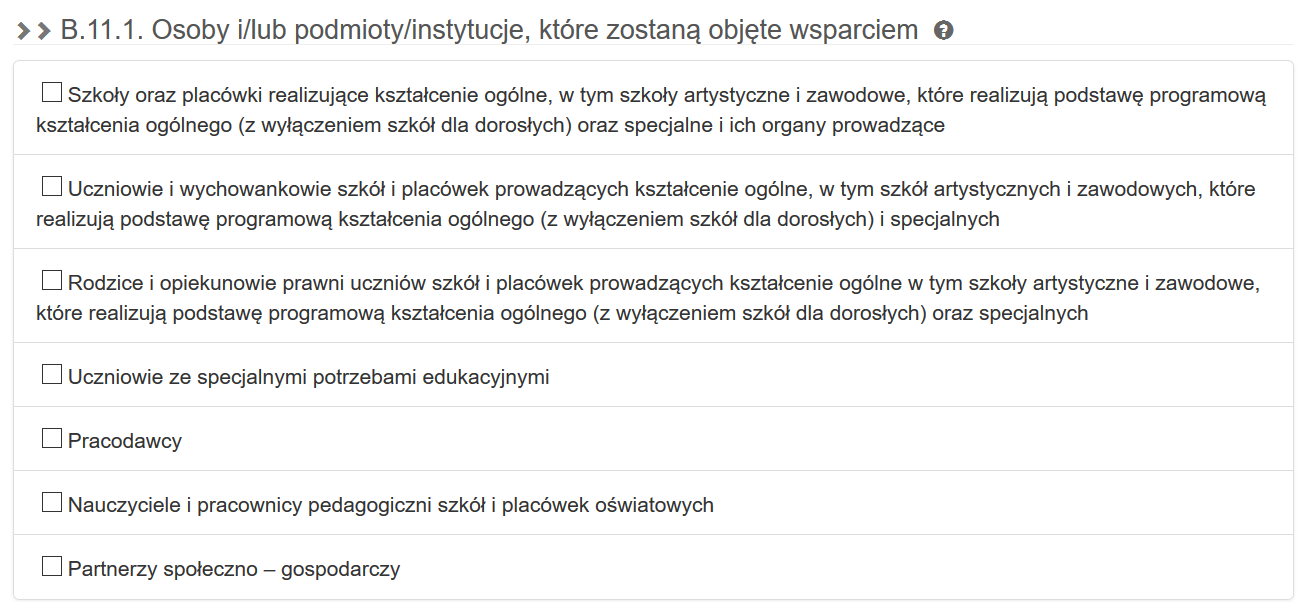 B.11.1. Osoby i/lub podmioty/instytucje, które zostaną objęte wsparciem
Szkoły oraz placówki realizujące kształcenie ogólne, w tym szkoły artystyczne i zawodowe, które realizują podstawę programową
kształcenia ogólnego (z wyłączeniem szkół dla dorosłych) oraz specjalne i ich organy prowadzące
Uczniowie i wychowankowie szkół i placówek prowadzących kształcenie ogólne, w tym szkół artystycznych i zawodowych, które
realizują podstawę programową kształcenia ogólnego (z wyłączeniem szkół dla dorosłych) i specjalnych
Rodzice i opiekunowie prawni uczniów szkół i placówek prowadzących kształcenie ogólne w tym szkoły artystyczne i zawodowe,
które realizują podstawę programową kształcenia ogólnego (z wyłączeniem szkół dla dorosłych) oraz specjalnych
Uczniowie ze specjalnymi potrzebami edukacyjnymi
Pracodawcy
Nauczyciele i pracownicy pedagogiczni szkół i placówek oświatowych
Partnerzy społeczno – gospodarczy